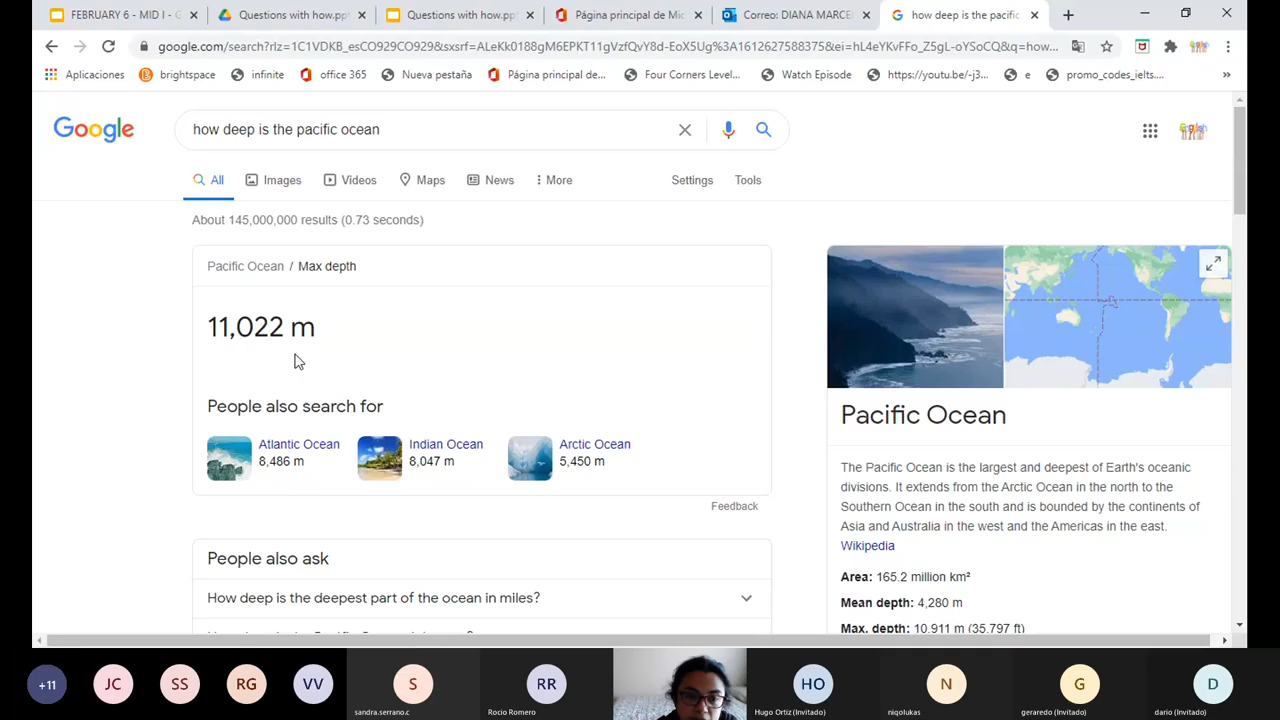 FEBRUARY 6 - MID I - G
Questions with how.pp
Questions with how.pp
Página principal de Mic
Correo: DIANA MARCEL
how deep is the pacific
google.com/search?rlz=1C1VDKB_esCO929CO929&sxsrf=ALeKk0188gM6EPKT11gVzfQvY8d-EoX5Ug%3A1612627588375&ei=hL4eYKvFFo_Z5gL-oYSoCQ&q=how...
Aplicaciones
brightspace
infinite
office 365
Nueva pestaña
Página principal de...
Four Corners Level...
Watch Episode
https://youtu.be/-j3...
e
promo_codes_ielts....
»
Google
how deep is the pacific ocean
English
All
Images
Videos
Maps
News
More
Settings
Tools
About 145,000,000 results (0.73 seconds)
Pacific Ocean / Max depth
11,022 m
People also search for
Atlantic Ocean
8,486 m
Indian Ocean
8,047 m
Arctic Ocean
5,450 m
Feedback
People also ask
How deep is the deepest part of the ocean in miles?
Pacific Ocean
The Pacific Ocean is the largest and deepest of Earth's oceanic
divisions. It extends from the Arctic Ocean in the north to the
Southern Ocean in the south and is bounded by the continents of
Asia and Australia in the west and the Americas in the east.
Wikipedia
Area: 165.2 million km²
Mean depth: 4,280 m
Max. depth: 10,911 m (35,797 ft)
+11
JC
SS
RG
VV
S
sandra.serrano.c
RR
Rocio Romero
HO
Hugo Ortiz (Invitado)
N
niqolukas
G
geraredo (Invitado)
D
dario (Invitado)